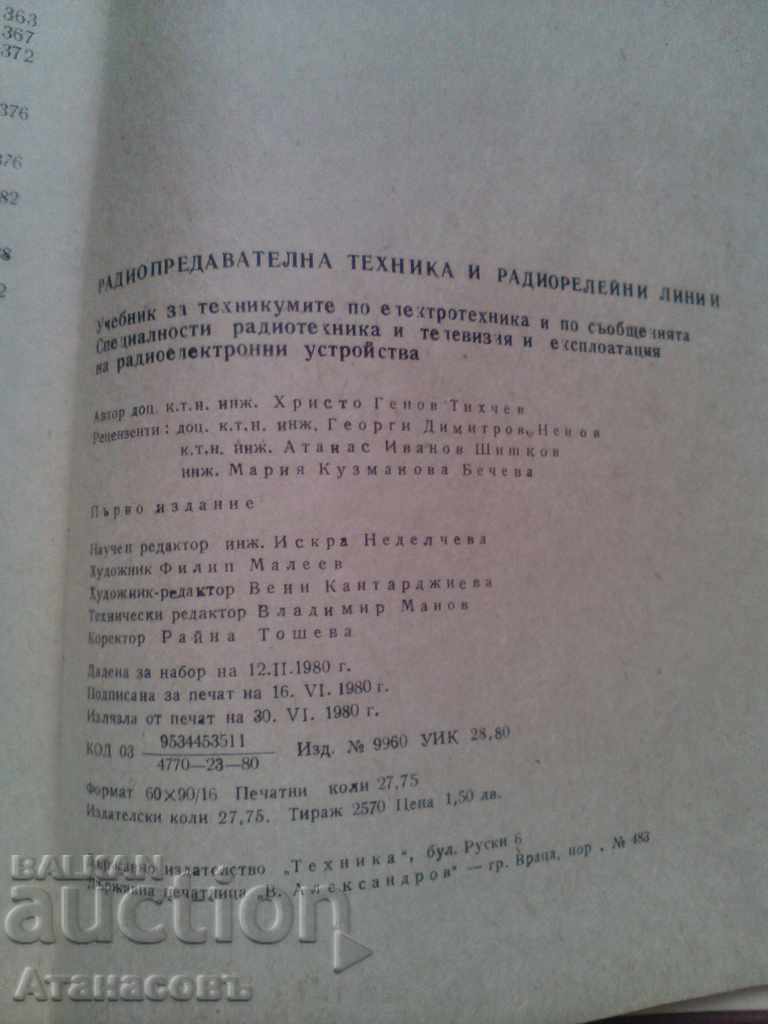 363
367
372
376
376
82
78
2
РАДИОПРЕДАВАТЕЛНА ТЕХНИКА И РАДИОРЕЛЕЙНИ ЛИНИИ
Учебник за техникумите по електротехника и по съобщенията
Специалности радиотехника и телевизия и експлоатация
на радиоелектронни устройства
Автор доц. к.т.н. инж. Христо Генов Тихчев
Рецензенти: доц. к.т.н. инж. Георги Димитров Ненов
к.т.н. инж. Атанас Иванов Шишков
инж. Мария Кузманова Бечева
Първо издание
Научен редактор инж. Искра Неделчева
Художник Филип Малеев
Художник-редактор Вени Кантарджиева
Технически редактор Владимир Манов
Коректор Райна Тошева
Дадена за набор на 12.II.1980 г.
Подписана за печат на 16. VI. 1980 г.
Излязла от печат на 30. VI. 1980 г.
КОД 03 9534453511 / 4770—23—80 Изд. № 9960 УИК 28,80
Формат 60×90/16 Печатни коли 27,75
Издателски коли 27,75. Тираж 2570 Цена 1,50 лв.
Държавно издателство „Техника", бул. Руски 6
Държавна печатница „В. Александров" — гр. Враца, пор. № 483
BALKAN
auction
Атанасовъ